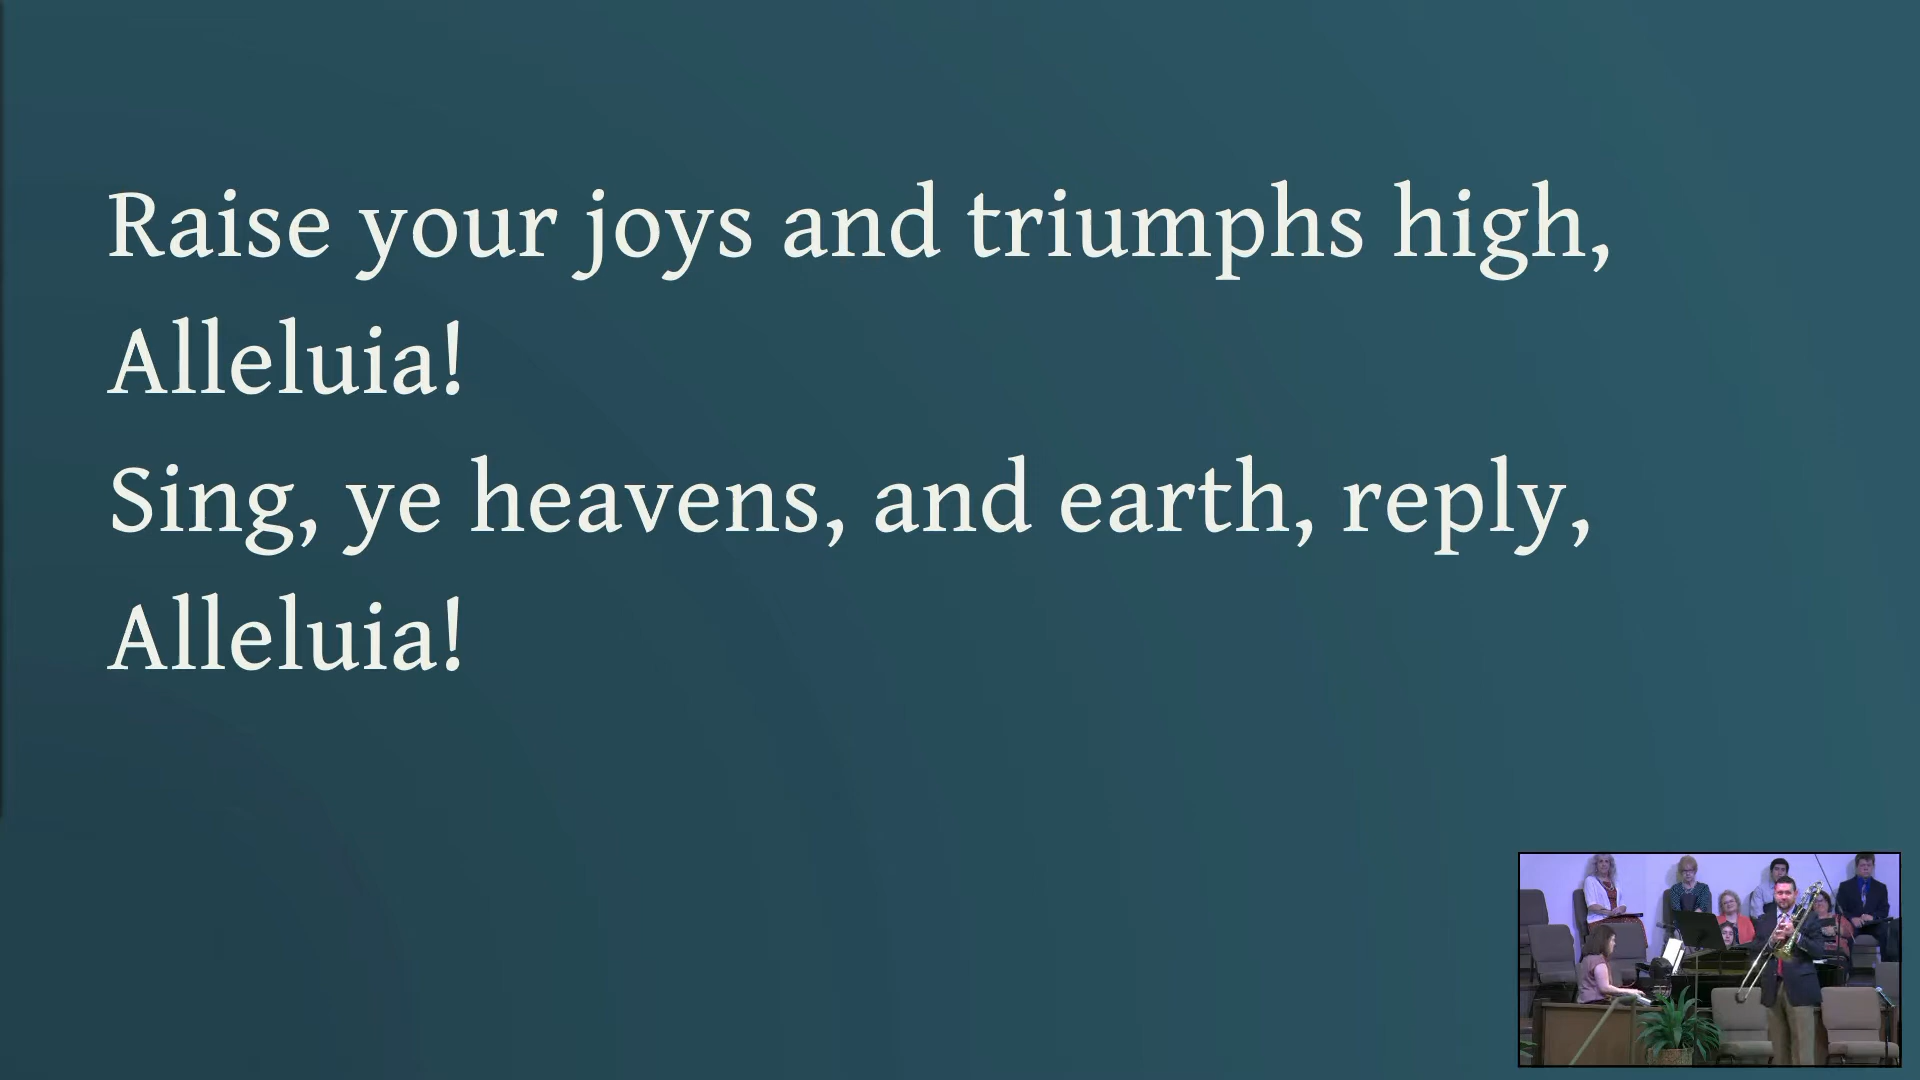 Raise your joys and triumphs high,
Alleluia!
Sing, ye heavens, and earth, reply,
Alleluia!